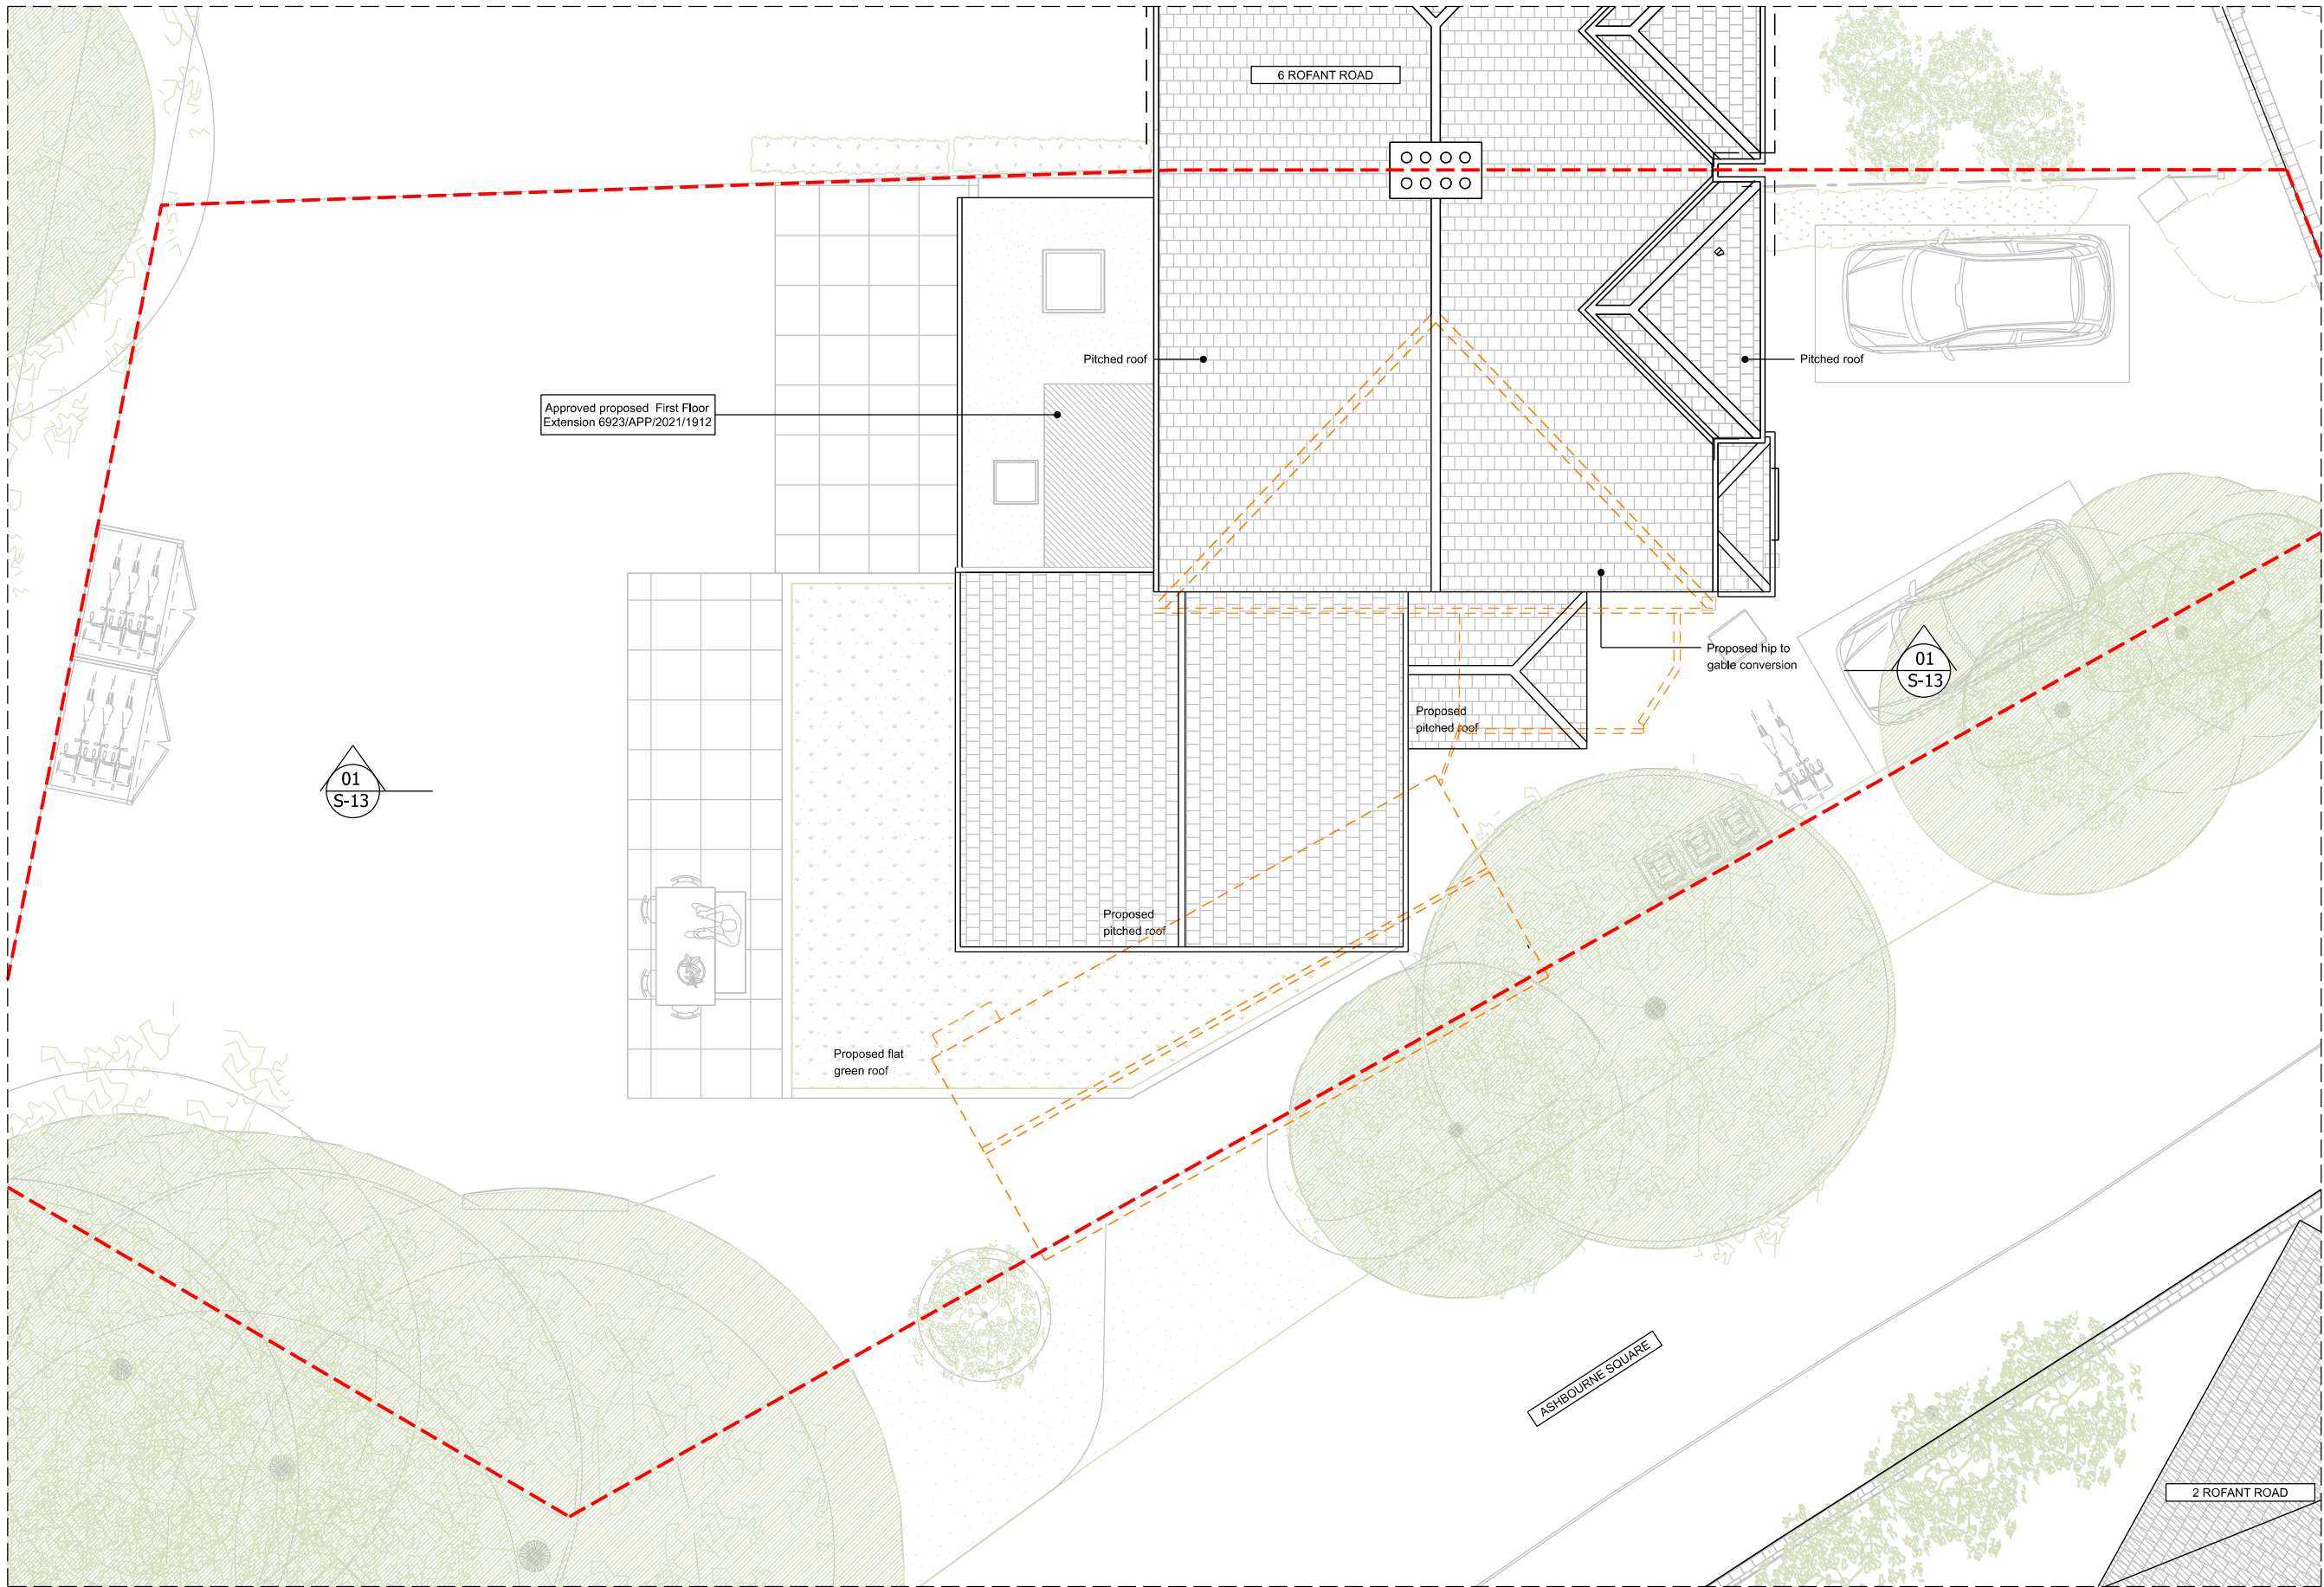 6 ROFANT ROAD
Pitched roof
Pitched roof
Approved proposed First Floor
Extension 6923/APP/2021/1912
Proposed hip to
gable conversion
01
S-13
Proposed
pitched roof
01
S-13
Proposed
pitched roof
Proposed flat
green roof
ASHBOURNE SQUARE
2 ROFANT ROAD